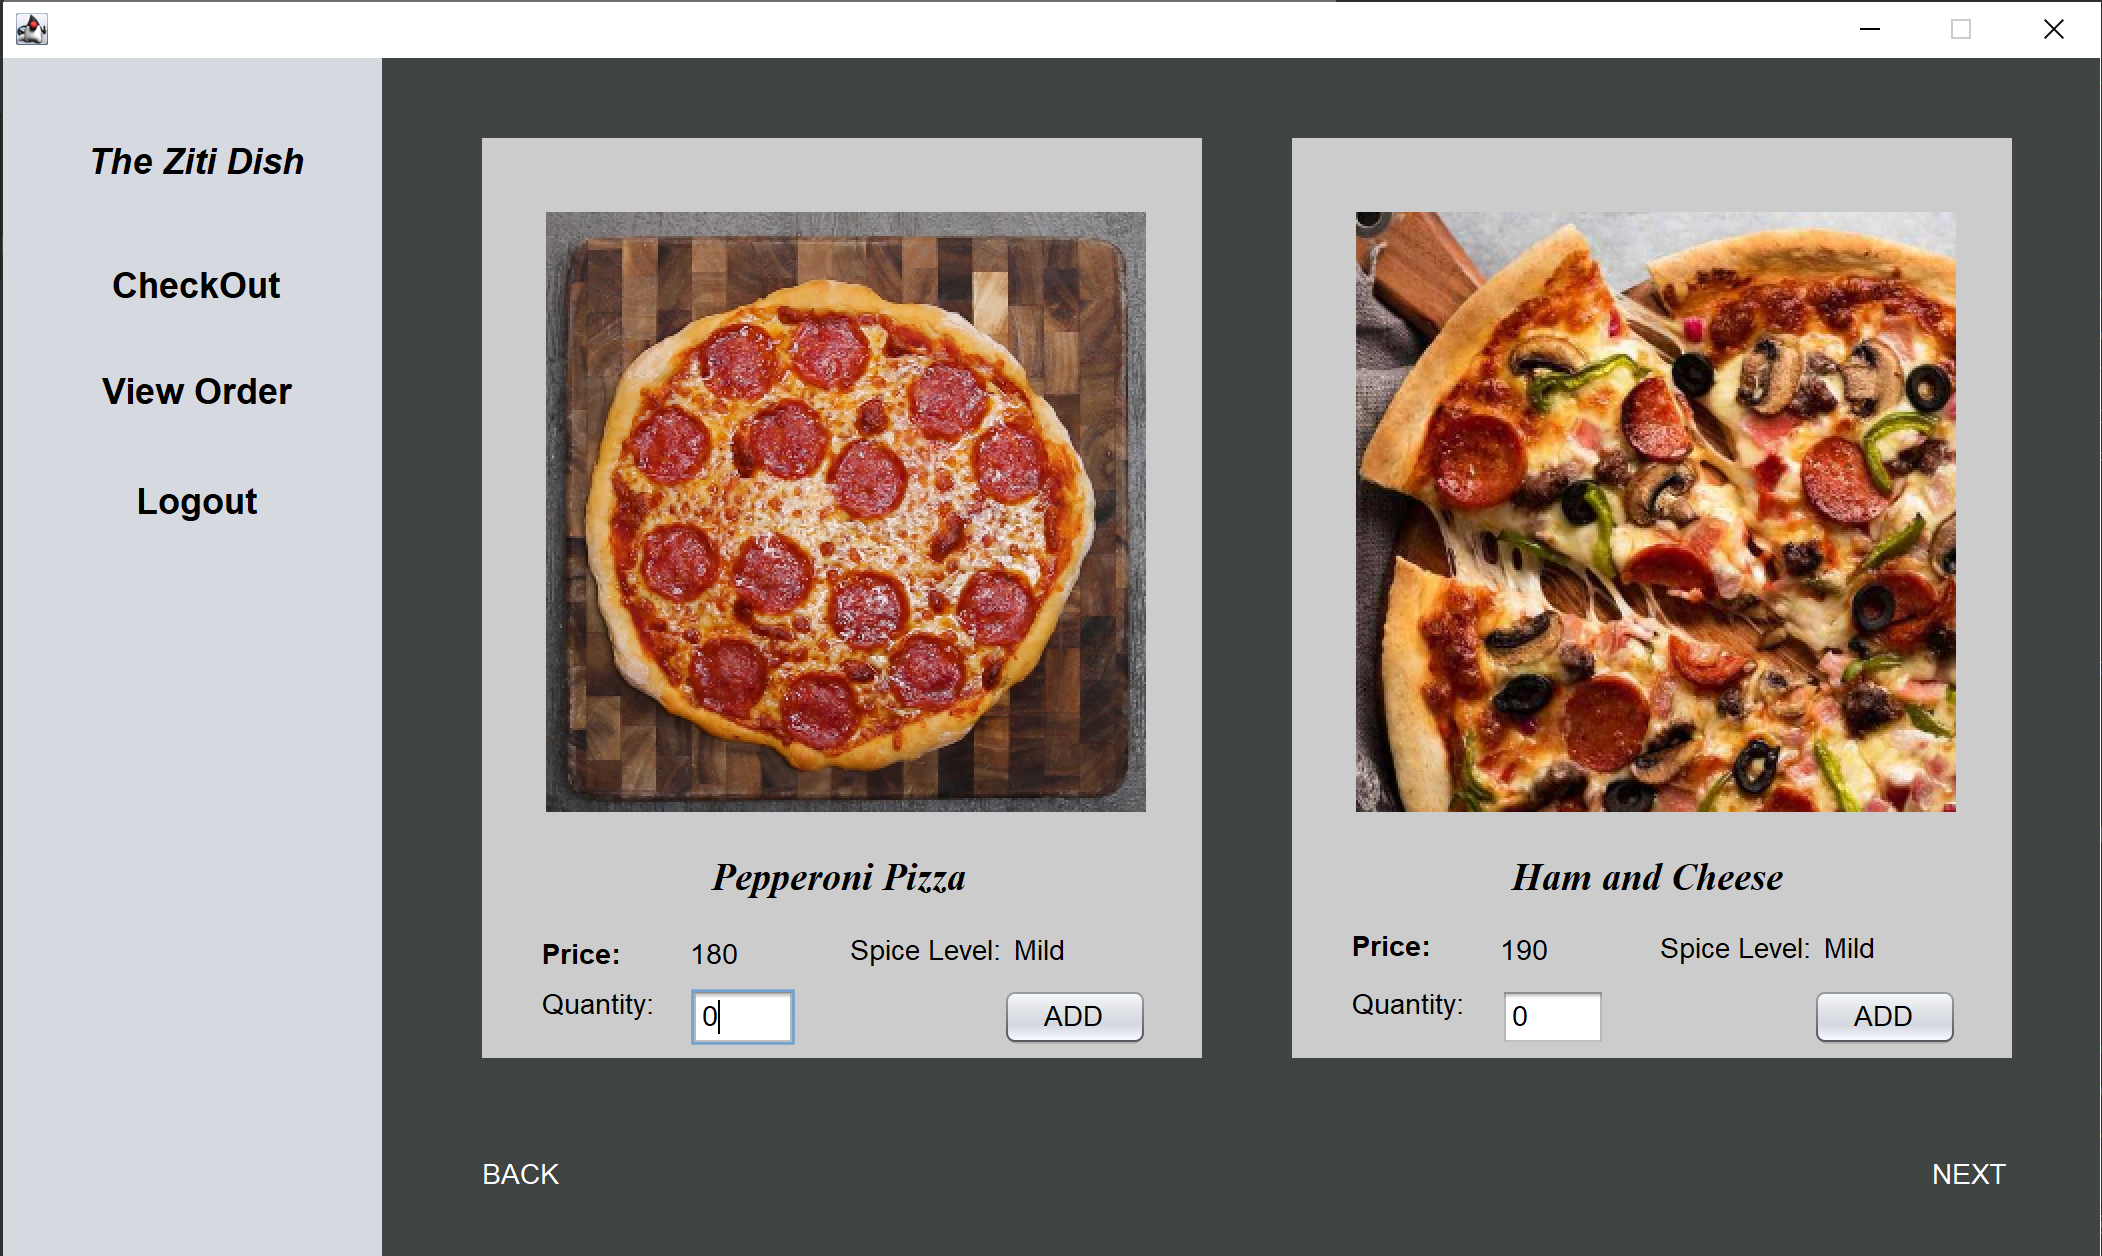 The Ziti Dish
CheckOut
View Order
Logout
Pepperoni Pizza
Price: 180 Spice Level: Mild
Quantity: 0 ADD
Ham and Cheese
Price: 190 Spice Level: Mild
Quantity: 0 ADD
BACK NEXT